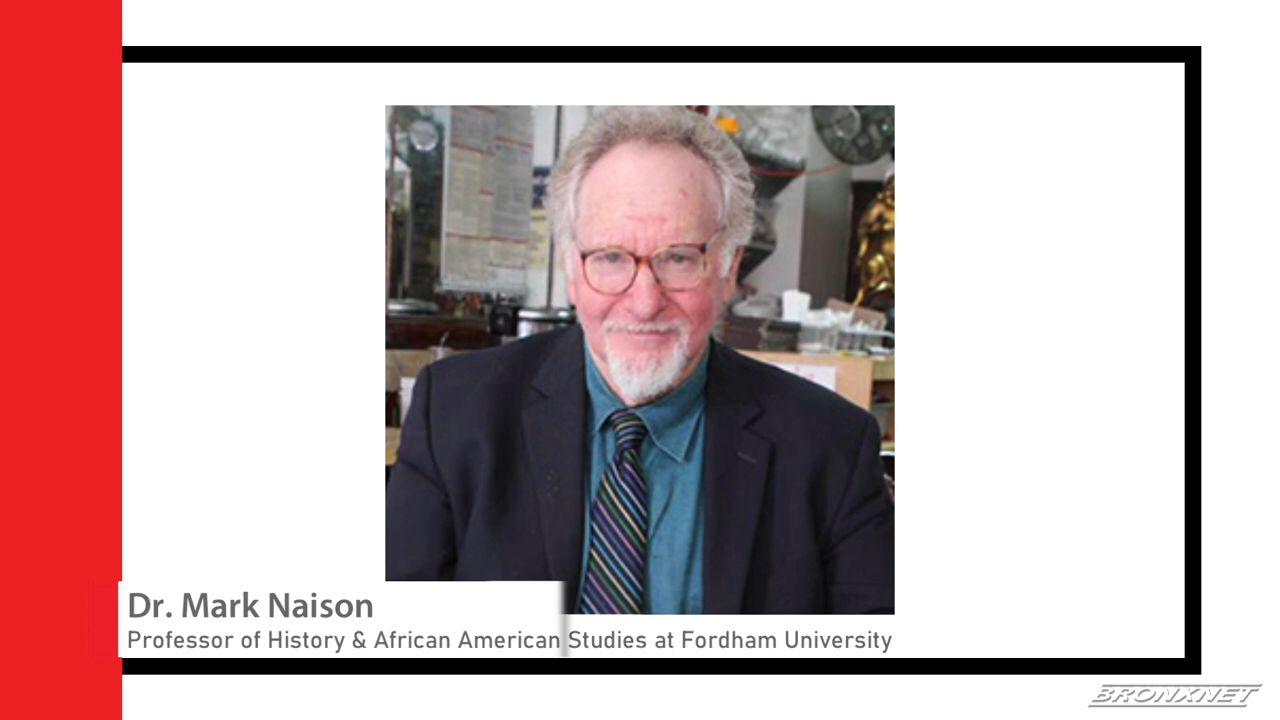 Dr. Mark Naison
Professor of History & African American Studies at Fordham University
BRONXNET